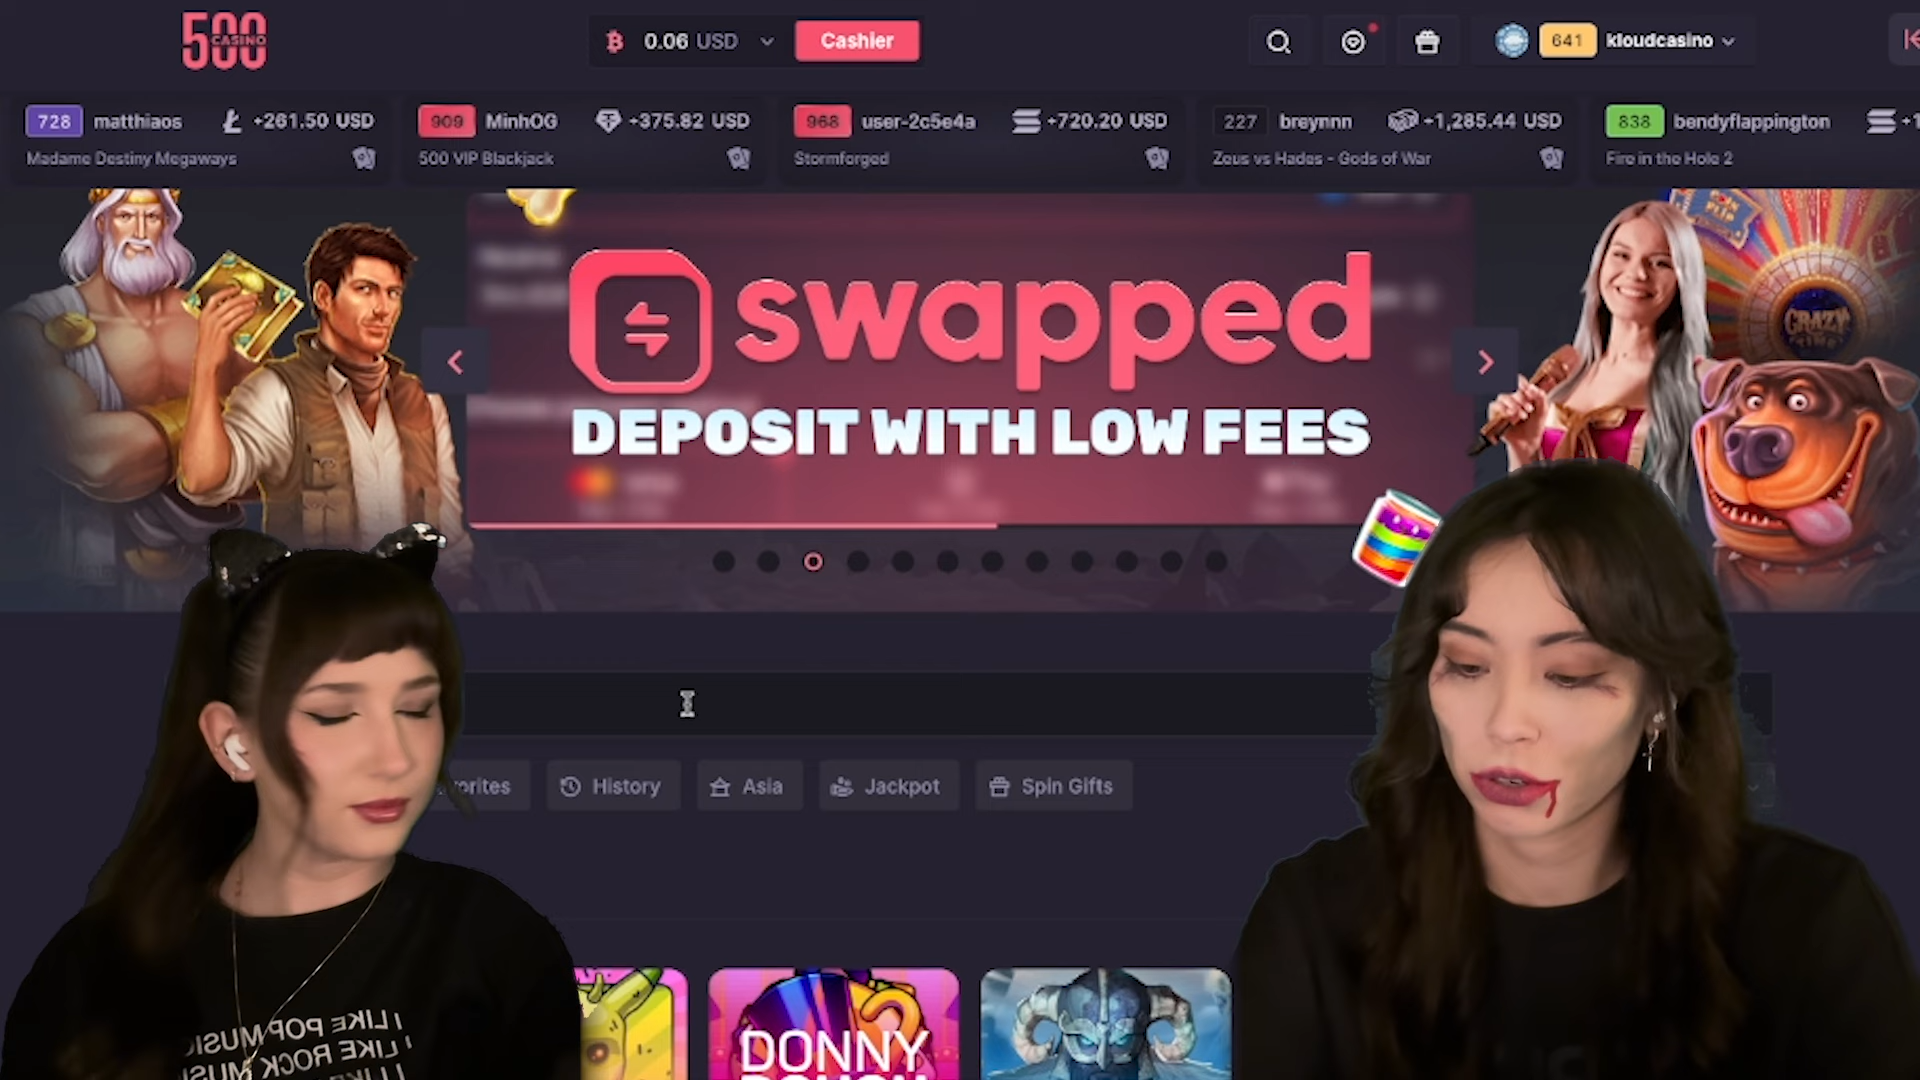 500
CASINO
0.06 USD
Cashier
641
kloudcasino
728 matthiaos +261.50 USD
Madame Destiny Megaways
909 MinhOG +375.82 USD
500 VIP Blackjack
968 user-2c5e4a +720.20 USD
Stormforged
227 breynnn +1,285.44 USD
Zeus vs Hades - Gods of War
838 bendyflappington
Fire in the Hole 2
swapped
DEPOSIT WITH LOW FEES
CRAZY
History
Asia
Jackpot
Spin Gifts
DONNY
I LIKE POP MUSIC
I LIKE ROCK